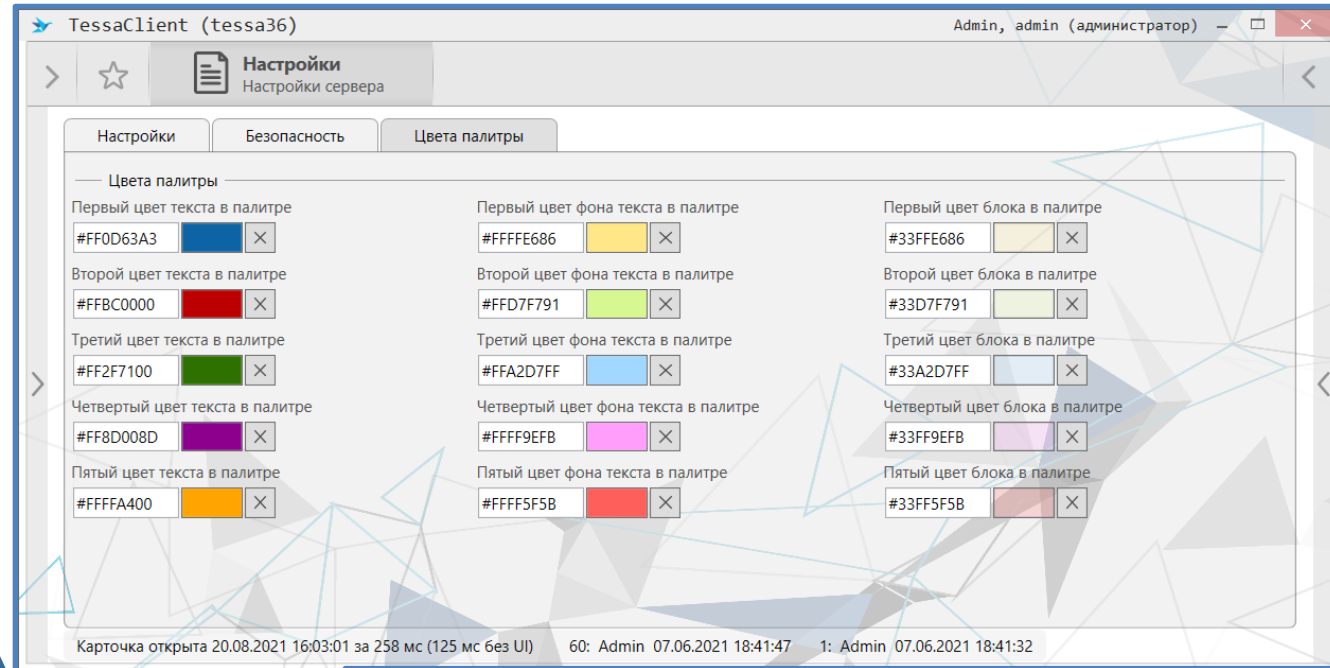 TessaClient (tessa36) Admin, admin (администратор)
Настройки
Настройки сервера
Настройки Безопасность Цвета палитры
Цвета палитры
Первый цвет текста в палитре Первый цвет фона текста в палитре Первый цвет блока в палитре
#FF0D63A3 #FFFFE686 #33FFE686
Второй цвет текста в палитре Второй цвет фона текста в палитре Второй цвет блока в палитре
#FFBC0000 #FFD7F791 #33D7F791
Третий цвет текста в палитре Третий цвет фона текста в палитре Третий цвет блока в палитре
#FF2F7100 #FFA2D7FF #33A2D7FF
Четвертый цвет текста в палитре Четвертый цвет фона текста в палитре Четвертый цвет блока в палитре
#FF8D008D #FFFF9EFB #33FF9EFB
Пятый цвет текста в палитре Пятый цвет фона текста в палитре Пятый цвет блока в палитре
#FFFFA400 #FFFF5F5B #33FF5F5B
Карточка открыта 20.08.2021 16:03:01 за 258 мс (125 мс без UI) 60: Admin 07.06.2021 18:41:47 1: Admin 07.06.2021 18:41:32